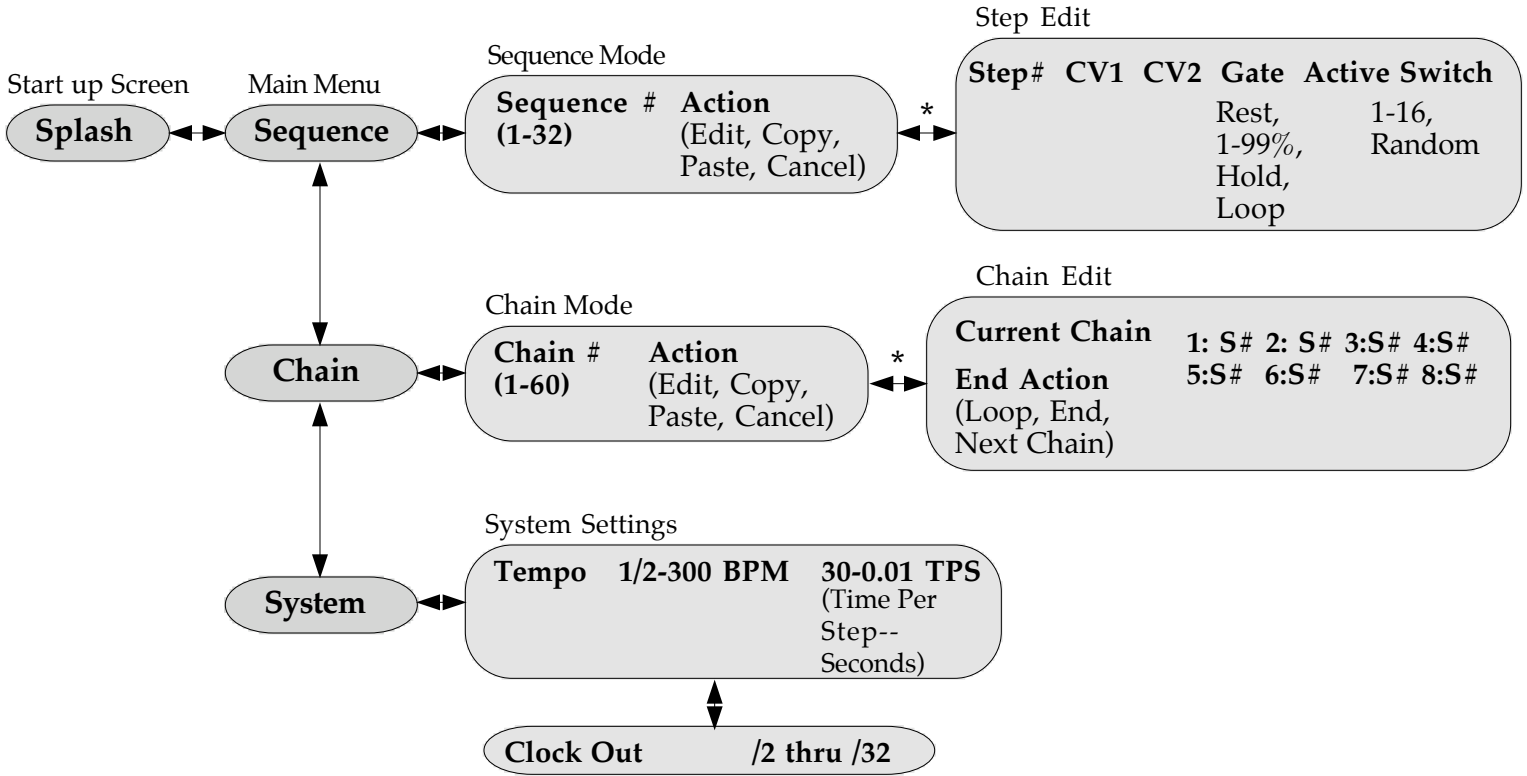 Step Edit
Sequence Mode
Start up Screen
Main Menu
Splash
Sequence
Sequence # Action
(1-32) (Edit, Copy,
Paste, Cancel)
*
Step# CV1 CV2 Gate Active Switch
Rest, 1-16,
1-99%, Random
Hold,
Loop
Chain Edit
Chain Mode
Chain
Chain # Action
(1-60) (Edit, Copy,
Paste, Cancel)
*
Current Chain 1: S# 2: S# 3:S# 4:S#
5:S# 6:S# 7:S# 8:S#
End Action
(Loop, End,
Next Chain)
System Settings
System
Tempo 1/2-300 BPM 30-0.01 TPS
(Time Per
Step--
Seconds)
Clock Out /2 thru /32